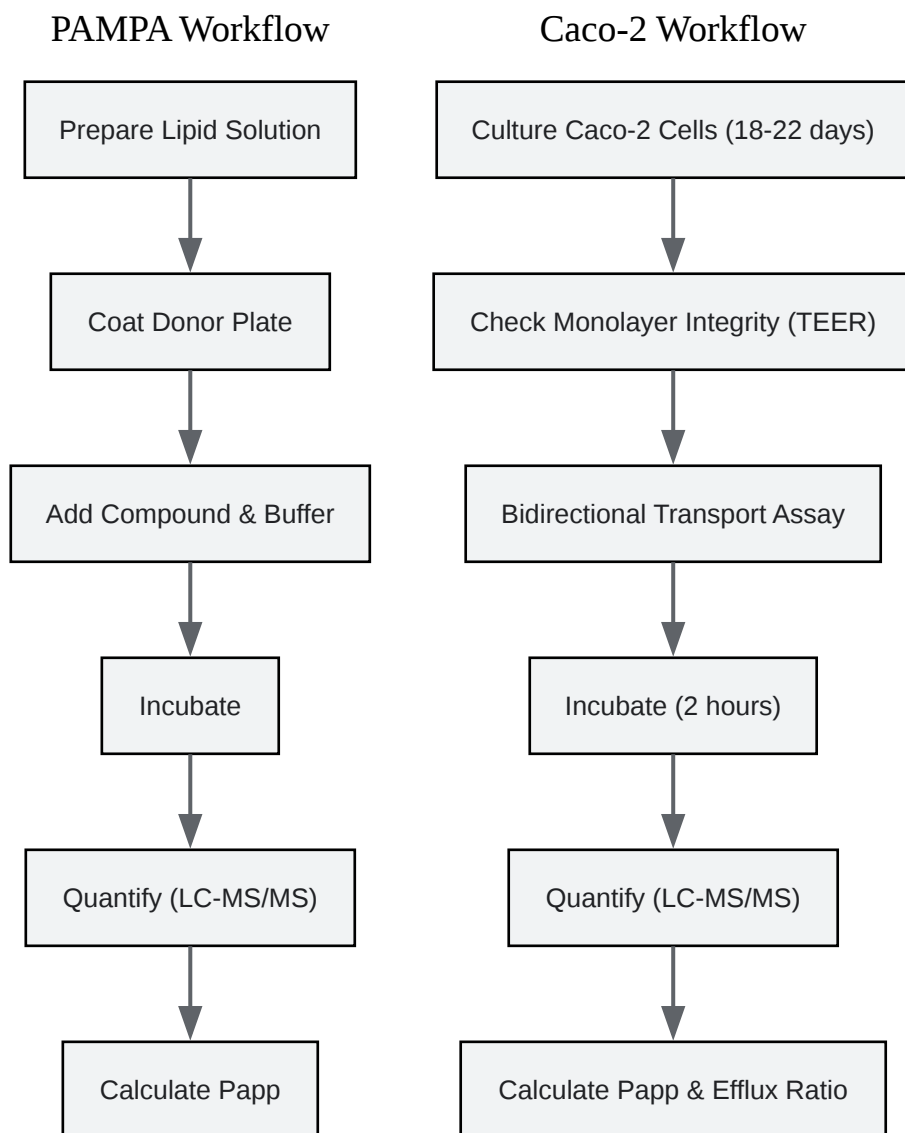 PAMPA Workflow
Prepare Lipid Solution
Coat Donor Plate
Add Compound & Buffer
Incubate
Quantify (LC-MS/MS)
Calculate Papp
Caco-2 Workflow
Culture Caco-2 Cells (18-22 days)
Check Monolayer Integrity (TEER)
Bidirectional Transport Assay
Incubate (2 hours)
Quantify (LC-MS/MS)
Calculate Papp & Efflux Ratio